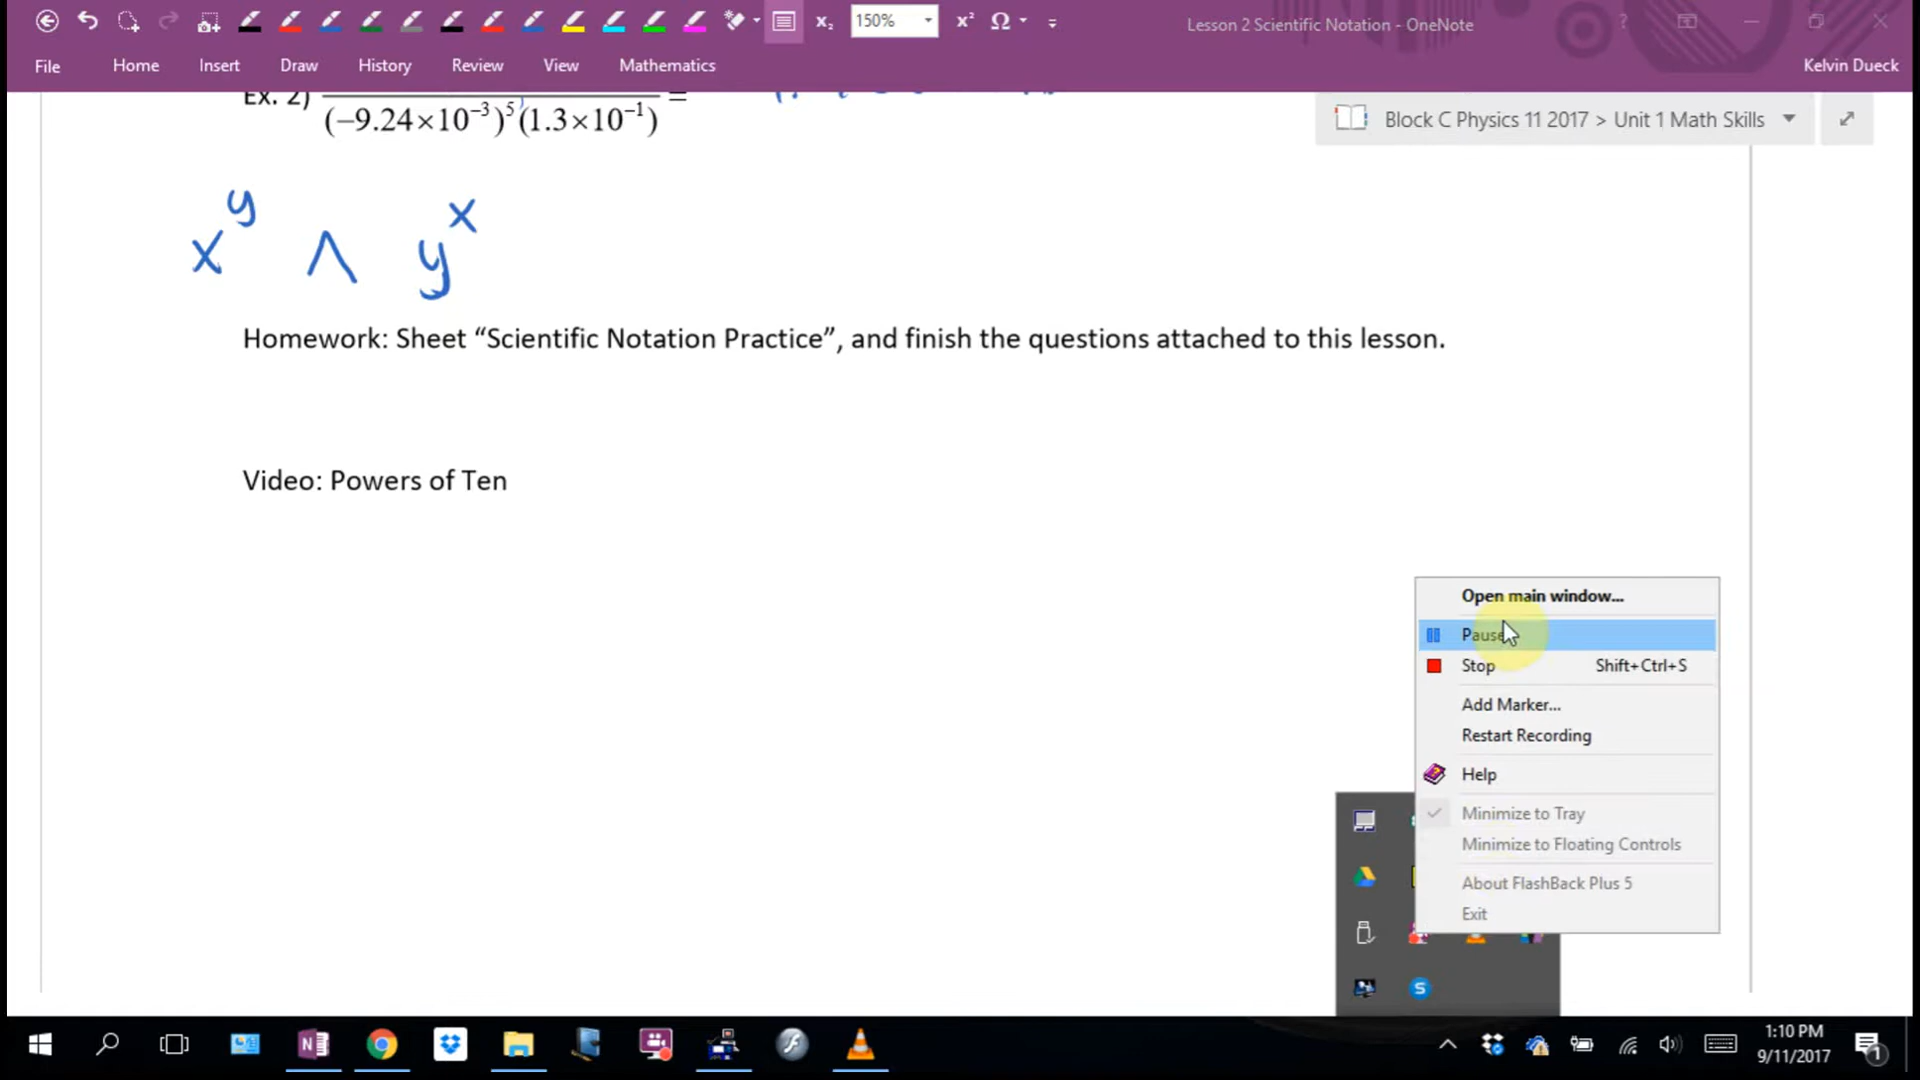 x₂ 150% x² Ω Lesson 2 Scientific Notation - OneNote ?
File Home Insert Draw History Review View Mathematics Kelvin Dueck
Ex. 2) =
(−9.24×10⁻³)⁵(1.3×10⁻¹)
Block C Physics 11 2017 > Unit 1 Math Skills
x^y ∧ y^x
Homework: Sheet “Scientific Notation Practice”, and finish the questions attached to this lesson.
Video: Powers of Ten
Open main window...
Pause
Stop Shift+Ctrl+S
Add Marker...
Restart Recording
Help
Minimize to Tray
Minimize to Floating Controls
About FlashBack Plus 5
Exit
1:10 PM
9/11/2017
1